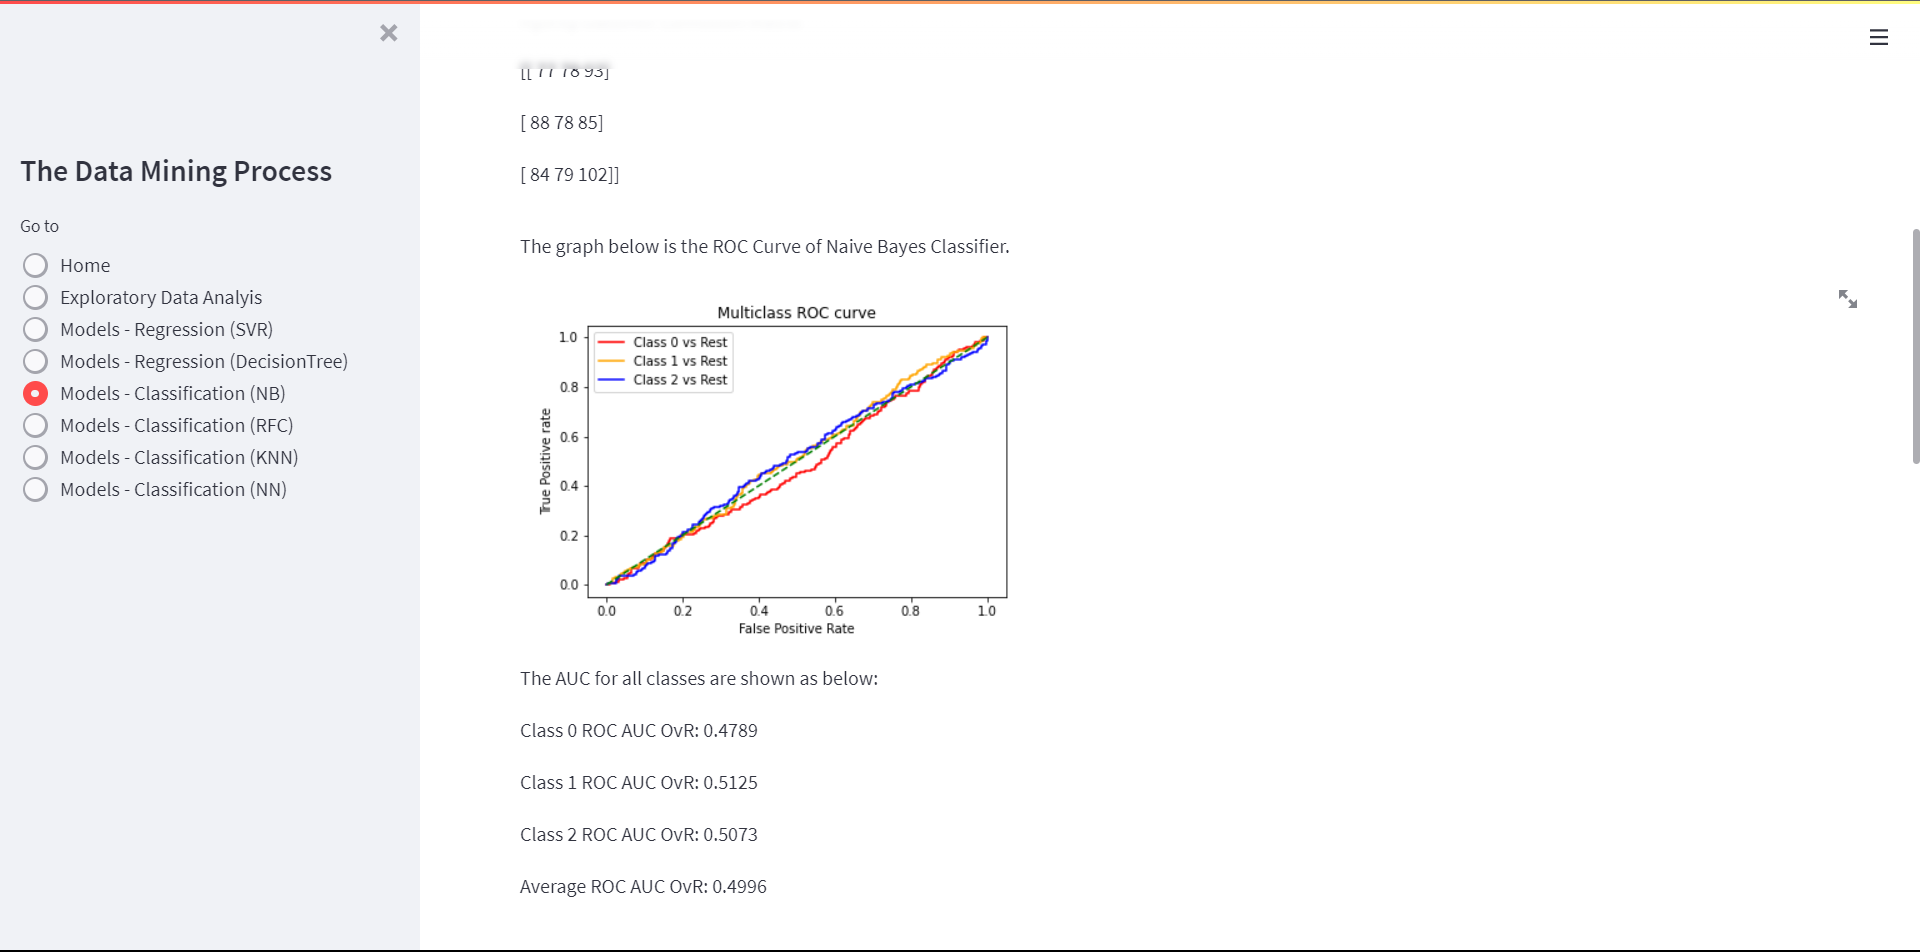 The Data Mining Process
Go to
Home
Exploratory Data Analyis
Models - Regression (SVR)
Models - Regression (DecisionTree)
Models - Classification (NB)
Models - Classification (RFC)
Models - Classification (KNN)
Models - Classification (NN)
[[ 77 78 93]
[ 88 78 85]
[ 84 79 102]]
The graph below is the ROC Curve of Naive Bayes Classifier.
Multiclass ROC curve
Class 0 vs Rest
Class 1 vs Rest
Class 2 vs Rest
True Positive rate
1.0
0.8
0.6
0.4
0.2
0.0
0.0 0.2 0.4 0.6 0.8 1.0
False Positive Rate
The AUC for all classes are shown as below:
Class 0 ROC AUC OvR: 0.4789
Class 1 ROC AUC OvR: 0.5125
Class 2 ROC AUC OvR: 0.5073
Average ROC AUC OvR: 0.4996